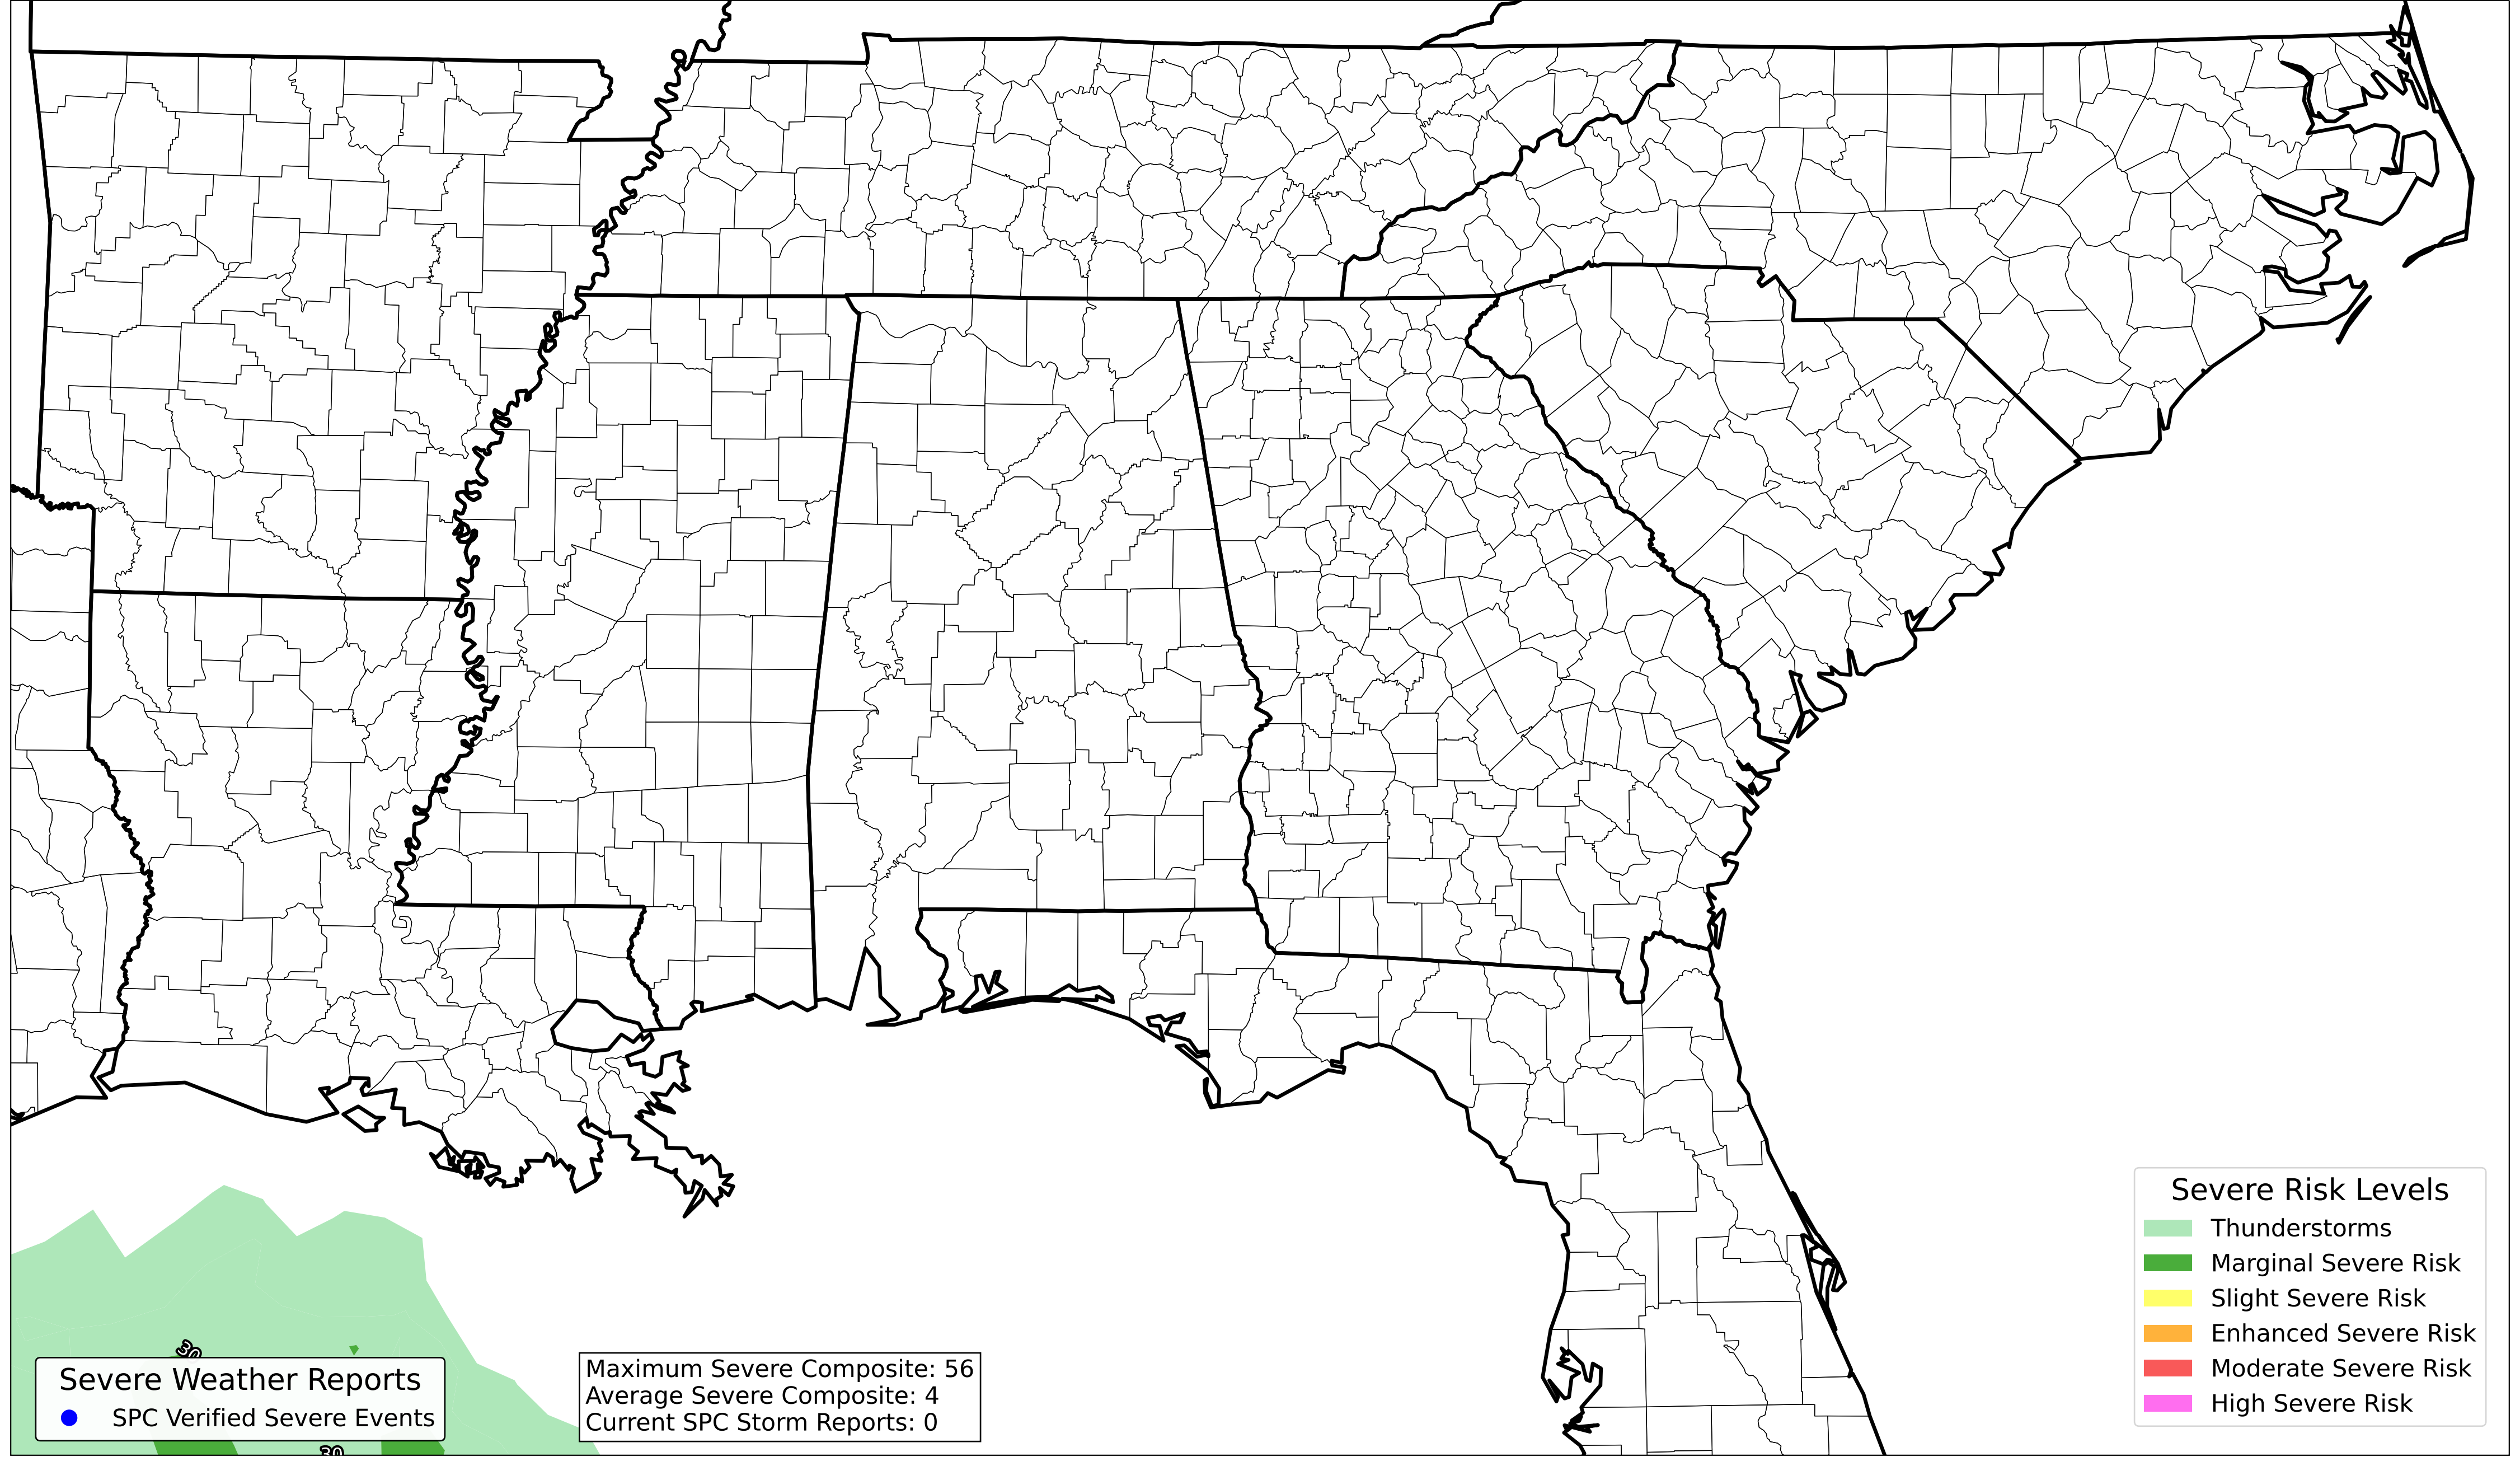 Severe Risk Levels
Thunderstorms
Marginal Severe Risk
Slight Severe Risk
Enhanced Severe Risk
Moderate Severe Risk
High Severe Risk
30
Severe Weather Reports
SPC Verified Severe Events
30
Maximum Severe Composite: 56
Average Severe Composite: 4
Current SPC Storm Reports: 0